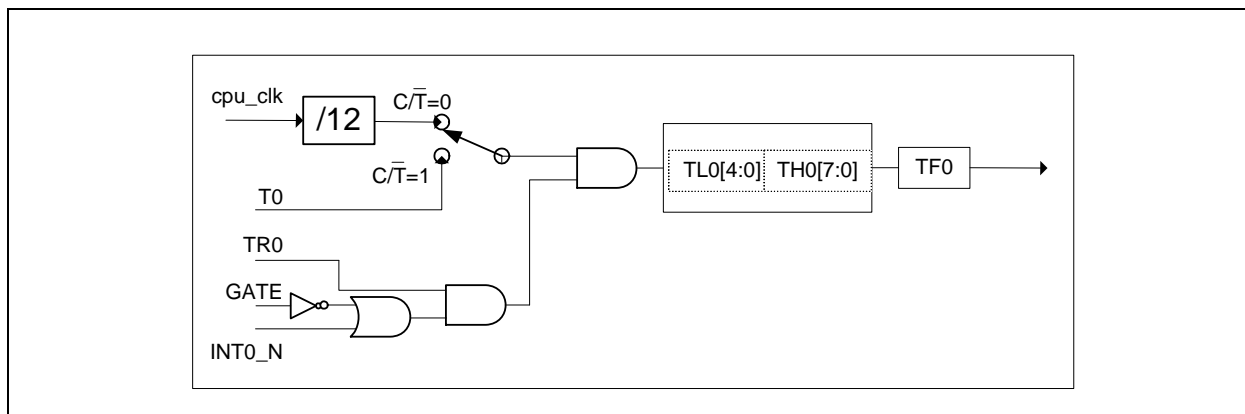 cpu_clk
/12
C/T̅=0
C/T̅=1
T0
TL0[4:0]
TH0[7:0]
TF0
TR0
GATE
INT0_N